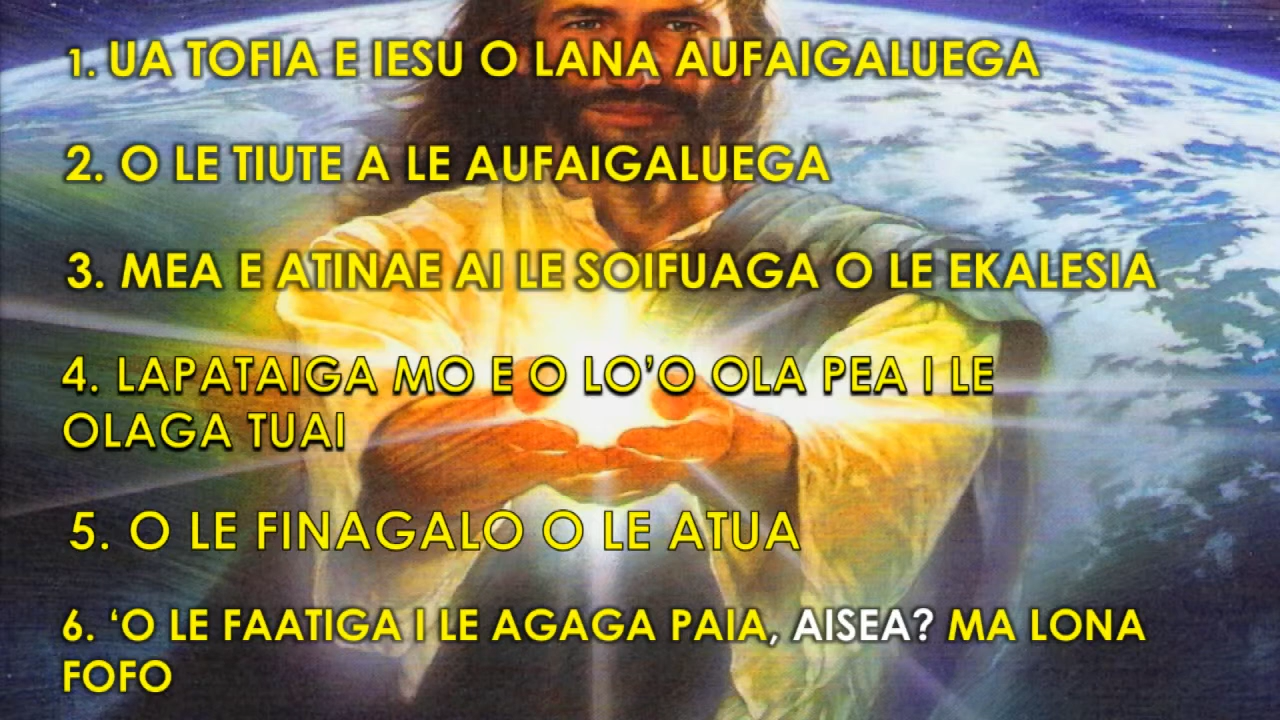 1. UA TOFIA E IESU O LANA AUFAIGALUEGA
2. O LE TIUTE A LE AUFAIGALUEGA
3. MEA E ATINAE AI LE SOIFUAGA O LE EKALESIA
4. LAPATAIGA MO E O LO’O OLA PEA I LE
OLAGA TUAI
5. O LE FINAGALO O LE ATUA
6. ‘O LE FAATIGA I LE AGAGA PAIA, AISEA? MA LONA
FOFO